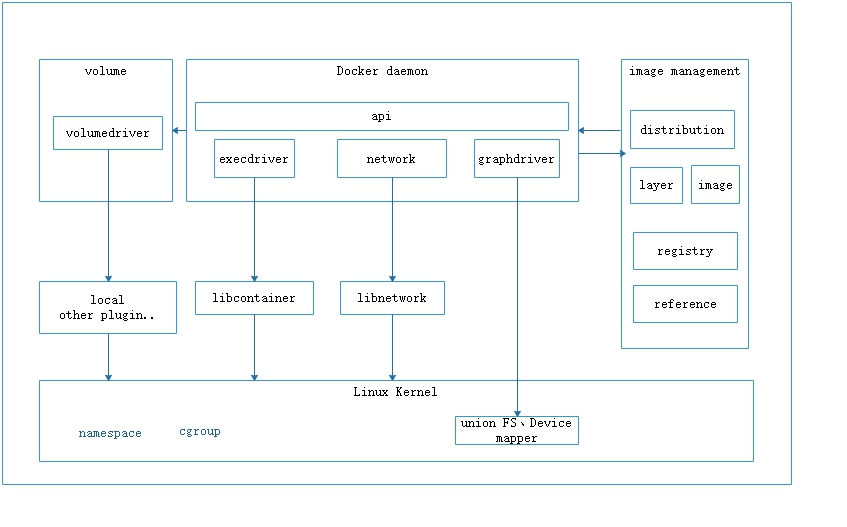 volume
Docker daemon
image management
api
volumedriver
distribution
execdriver
network
graphdriver
layer
image
registry
reference
local
other plugin..
libcontainer
libnetwork
Linux Kernel
namespace
cgroup
union FS、Device
mapper